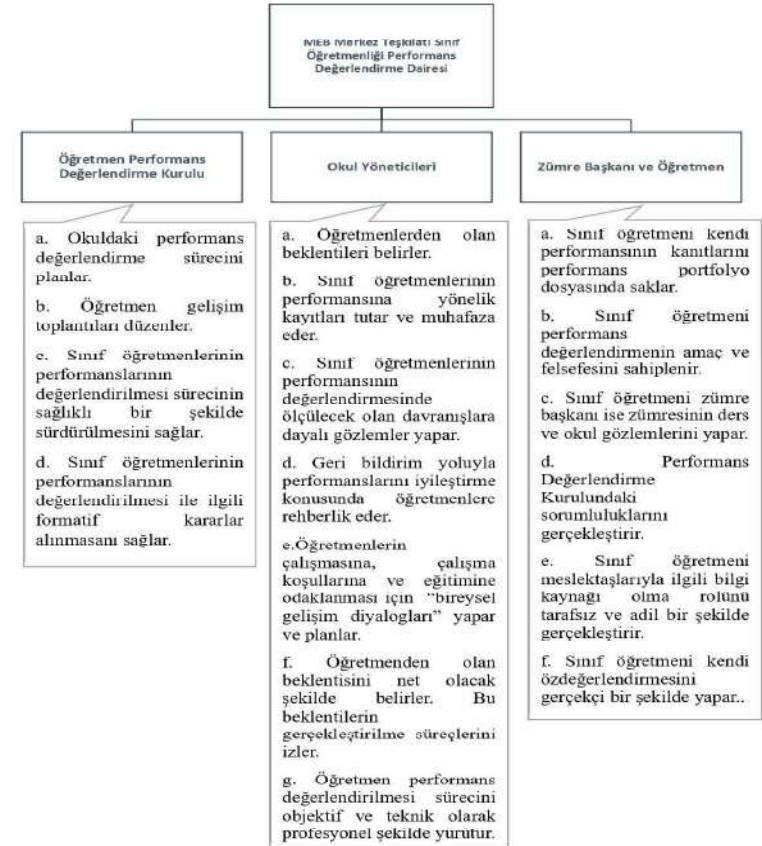 MEB Merkez Teşkilatı Sınıf
Öğretmenliği Performans
Değerlendirme Dairesi
Öğretmen Performans
Değerlendirme Kurulu
Okul Yöneticileri
Zümre Başkanı ve Öğretmen
a. Okuldaki performans
değerlendirme sürecini
planlar.
b. Öğretmen gelişim
toplantıları düzenler.
c. Sınıf öğretmenlerinin
performanslarının
değerlendirilmesi sürecinin
sağlıklı bir şekilde
sürdürülmesini sağlar.
d. Sınıf öğretmenlerinin
performanslarının
değerlendirilmesi ile ilgili
formatif kararlar
alınmasanı sağlar.
a. Öğretmenlerden olan
beklentileri belirler.
b. Sınıf öğretmenlerinin
performansına yönelik
kayıtları tutar ve muhafaza
eder.
c. Sınıf öğretmenlerinin
performansının
değerlendirmesinde
ölçülecek olan davranışlara
dayalı gözlemler yapar.
d. Geri bildirim yoluyla
performanslarını iyileştirme
konusunda öğretmenlere
rehberlik eder.
e.Öğretmenlerin
çalışmasına, çalışma
koşullarına ve eğitimine
odaklanması için "bireysel
gelişim diyalogları" yapar
ve planlar.
f. Öğretmenden olan
beklentisini net olacak
şekilde belirler. Bu
beklentilerin
gerçekleştirilme süreçlerini
izler.
g. Öğretmen performans
değerlendirilmesi sürecini
objektif ve teknik olarak
profesyonel şekilde yürütür.
a. Sınıf öğretmeni kendi
performansının kanıtlarını
performans portfolyo
dosyasında saklar.
b. Sınıf öğretmeni
performans
değerlendirmenin amaç ve
felsefesini sahiplenir.
c. Sınıf öğretmeni zümre
başkanı ise zümresinin ders
ve okul gözlemlerini yapar.
d. Performans
Değerlendirme
Kurulundaki
sorumluluklarını
gerçekleştirir.
e. Sınıf öğretmeni
meslektaşlarıyla ilgili bilgi
kaynağı olma rolünü
tarafsız ve adil bir şekilde
gerçekleştirir.
f. Sınıf öğretmeni kendi
özdeğerlendirmesini
gerçekçi bir şekilde yapar..